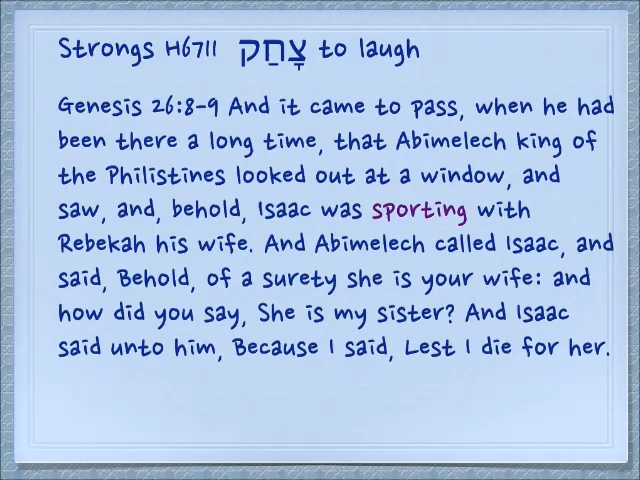 Strongs H6711 צָחַק to laugh
Genesis 26:8-9 And it came to pass, when he had
been there a long time, that Abimelech king of
the Philistines looked out at a window, and
saw, and, behold, Isaac was sporting with
Rebekah his wife. And Abimelech called Isaac, and
said, Behold, of a surety she is your wife: and
how did you say, She is my sister? And Isaac
said unto him, Because I said, Lest I die for her.